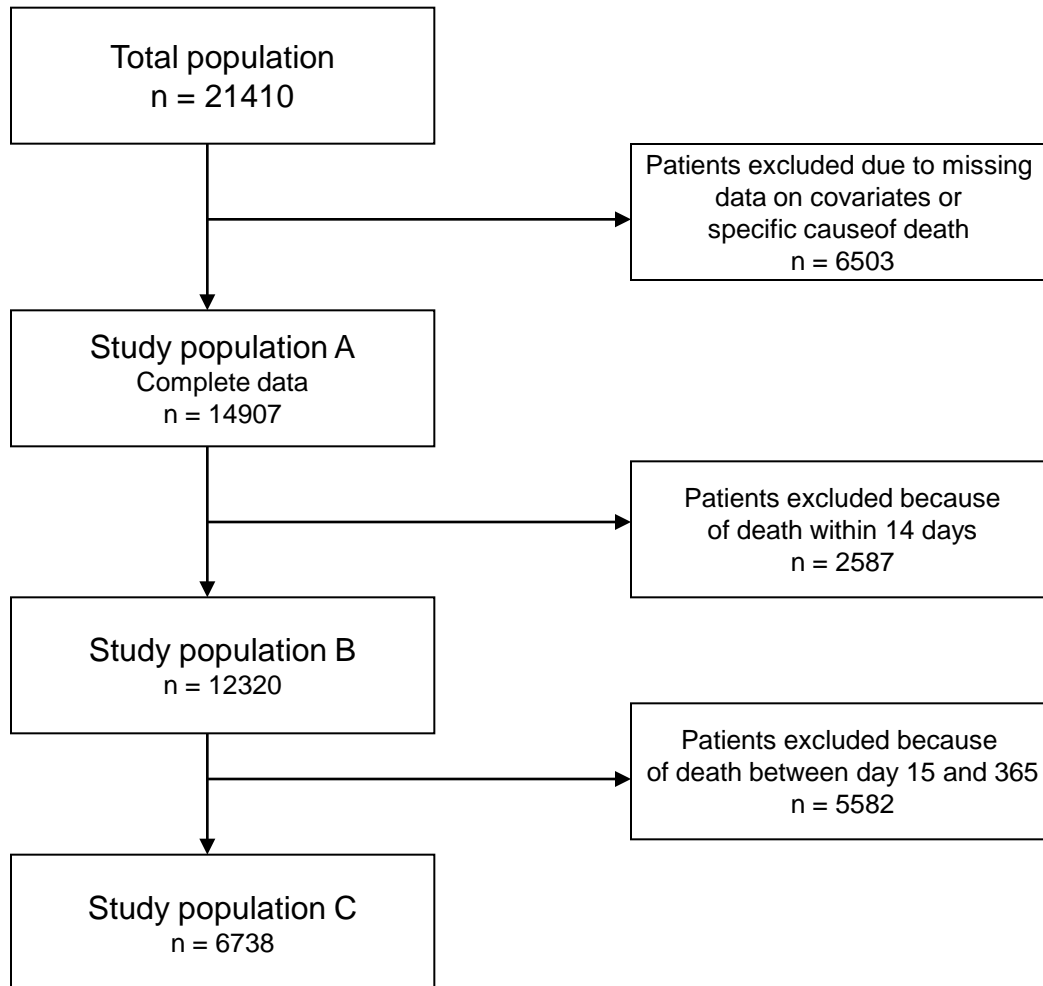 Total population
n = 21410
Patients excluded due to missing
data on covariates or
specific causeof death
n = 6503
Study population A
Complete data
n = 14907
Patients excluded because
of death within 14 days
n = 2587
Study population B
n = 12320
Patients excluded because
of death between day 15 and 365
n = 5582
Study population C
n = 6738